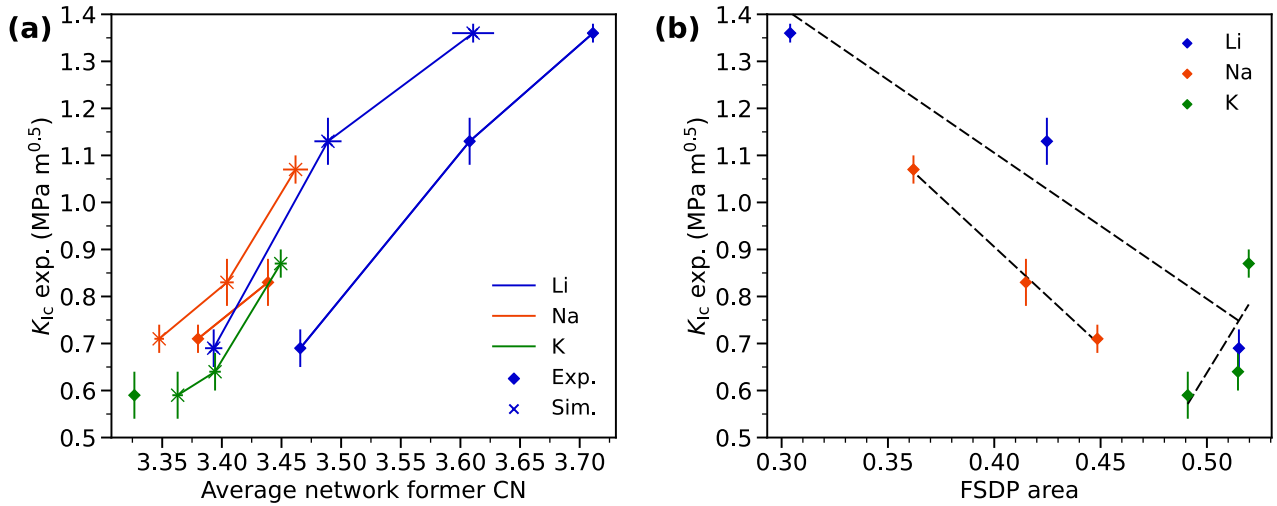 (a)
K_Ic exp. (MPa m^0.5)
1.4
1.3
1.2
1.1
1.0
0.9
0.8
0.7
0.6
0.5
3.35 3.40 3.45 3.50 3.55 3.60 3.65 3.70
Average network former CN
Li
Na
K
Exp.
Sim.
(b)
K_Ic exp. (MPa m^0.5)
1.4
1.3
1.2
1.1
1.0
0.9
0.8
0.7
0.6
0.5
0.30 0.35 0.40 0.45 0.50
FSDP area
Li
Na
K